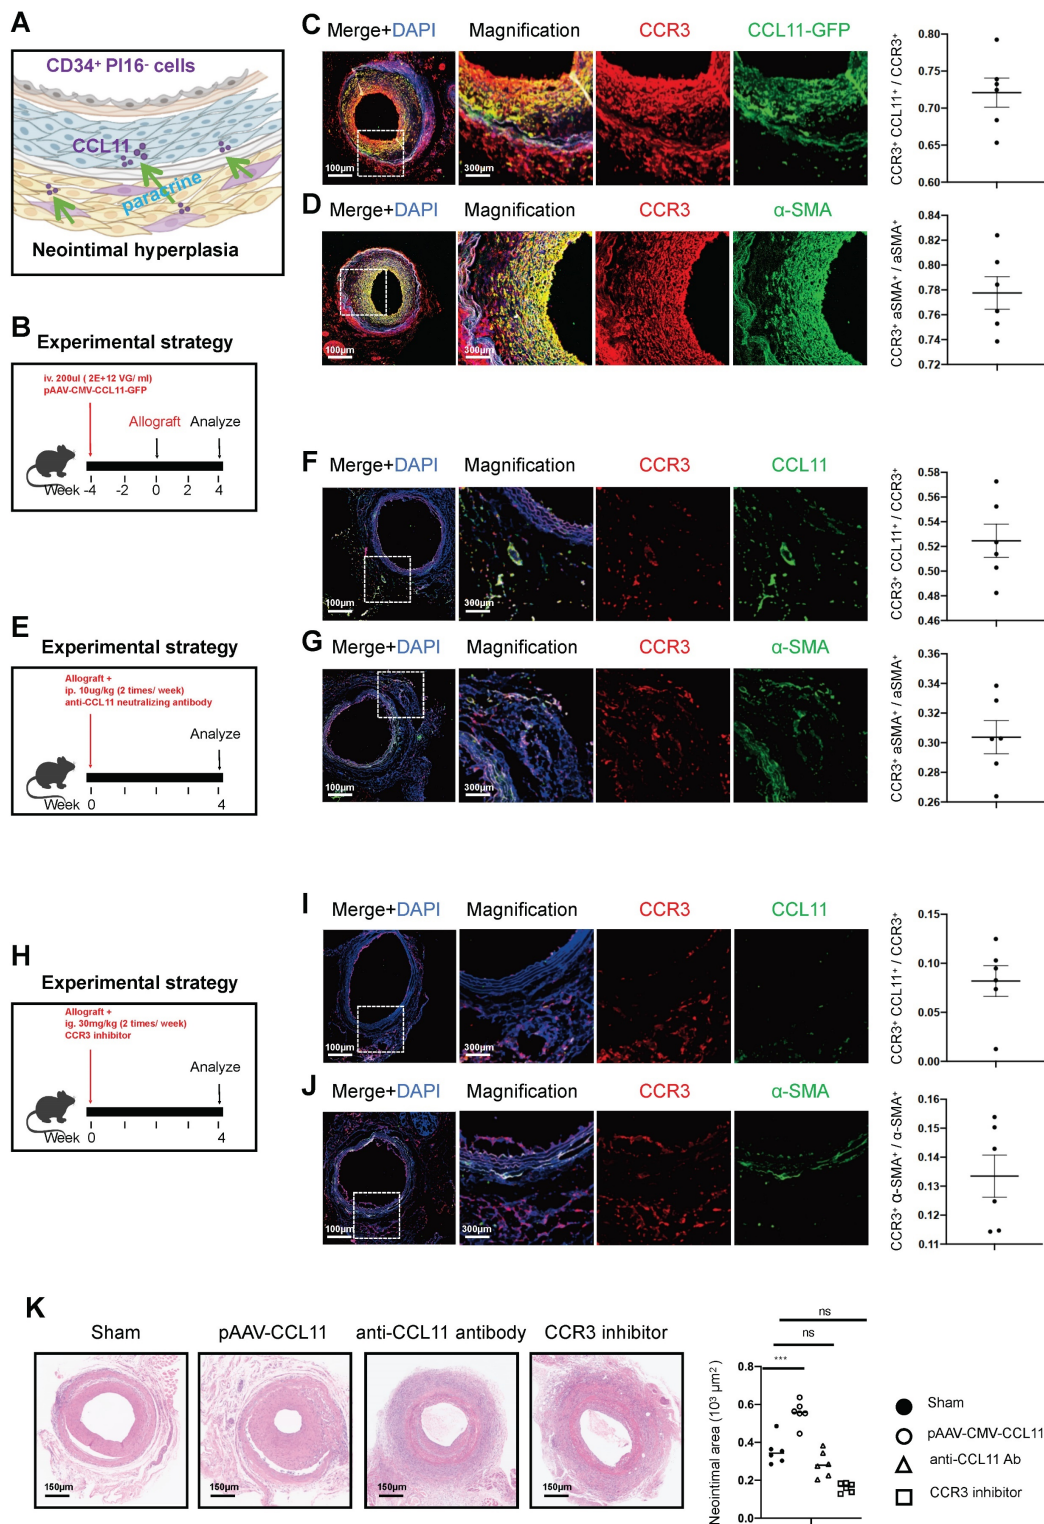 A
CD34⁺ PI16⁻ cells
CCL11
paracrine
Neointimal hyperplasia
B
Experimental strategy
iv. 200ul ( 2E+12 VG/ ml)
pAAV-CMV-CCL11-GFP
Allograft Analyze
Week -4 -2 0 2 4
C
Merge+DAPI Magnification CCR3 CCL11-GFP
100μm 300μm
CCR3⁺ CCL11⁺ / CCR3⁺
0.80
0.75
0.70
0.65
0.60
D
Merge+DAPI Magnification CCR3 α-SMA
100μm 300μm
CCR3⁺ aSMA⁺ / aSMA⁺
0.84
0.82
0.80
0.78
0.76
0.74
0.72
E
Experimental strategy
Allograft +
ip. 10ug/kg (2 times/ week)
anti-CCL11 neutralizing antibody
Analyze
Week 0 4
F
Merge+DAPI Magnification CCR3 CCL11
100μm 300μm
CCR3⁺ CCL11⁺ / CCR3⁺
0.58
0.56
0.54
0.52
0.50
0.48
0.46
G
Merge+DAPI Magnification CCR3 α-SMA
100μm 300μm
CCR3⁺ aSMA⁺ / aSMA⁺
0.36
0.34
0.32
0.30
0.28
0.26
H
Experimental strategy
Allograft +
ig. 30mg/kg (2 times/ week)
CCR3 inhibitor
Analyze
Week 0 4
I
Merge+DAPI Magnification CCR3 CCL11
100μm 300μm
CCR3⁺ CCL11⁺ / CCR3⁺
0.15
0.10
0.05
0.00
J
Merge+DAPI Magnification CCR3 α-SMA
100μm 300μm
CCR3⁺ α-SMA⁺ / α-SMA⁺
0.16
0.15
0.14
0.13
0.12
0.11
K
Sham pAAV-CCL11 anti-CCL11 antibody CCR3 inhibitor
150μm 150μm 150μm 150μm
ns
ns
***
Neointimal area (10³ μm²)
0.8
0.6
0.4
0.2
0.0
Sham
pAAV-CMV-CCL11
anti-CCL11 Ab
CCR3 inhibitor